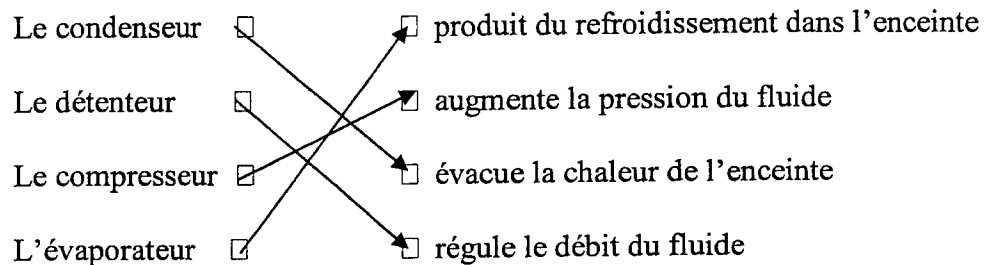 Le condenseur produit du refroidissement dans l'enceinte
Le détenteur augmente la pression du fluide
Le compresseur évacue la chaleur de l'enceinte
L'évaporateur régule le débit du fluide